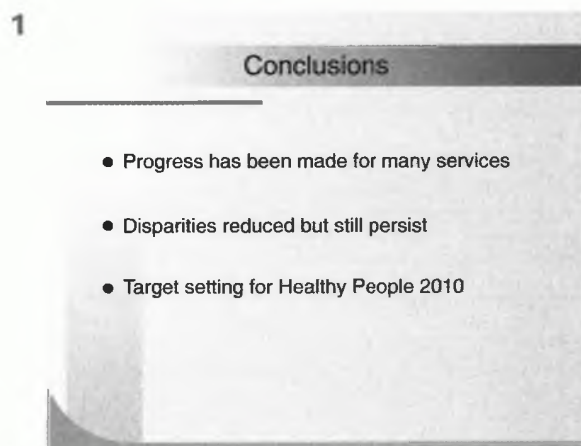 1
Conclusions
● Progress has been made for many services
● Disparities reduced but still persist
● Target setting for Healthy People 2010